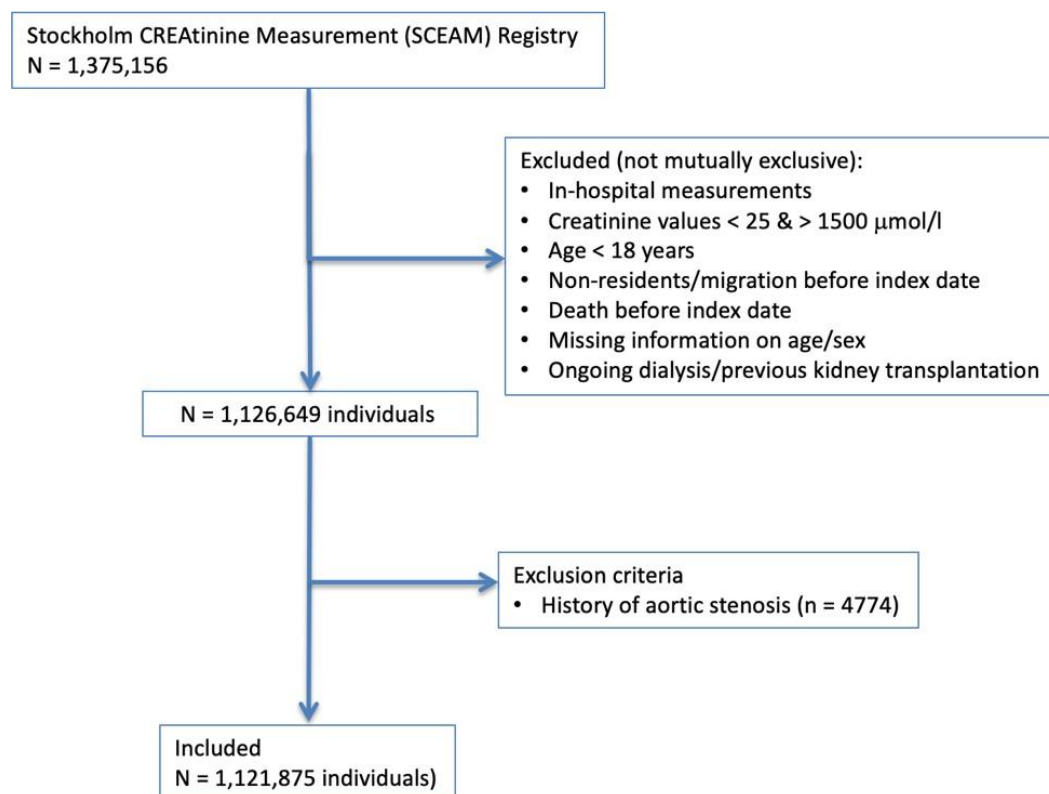 Stockholm CREAtinine Measurement (SCEAM) Registry
N = 1,375,156
Excluded (not mutually exclusive):
• In-hospital measurements
• Creatinine values < 25 & > 1500 μmol/l
• Age < 18 years
• Non-residents/migration before index date
• Death before index date
• Missing information on age/sex
• Ongoing dialysis/previous kidney transplantation
N = 1,126,649 individuals
Exclusion criteria
• History of aortic stenosis (n = 4774)
Included
N = 1,121,875 individuals)